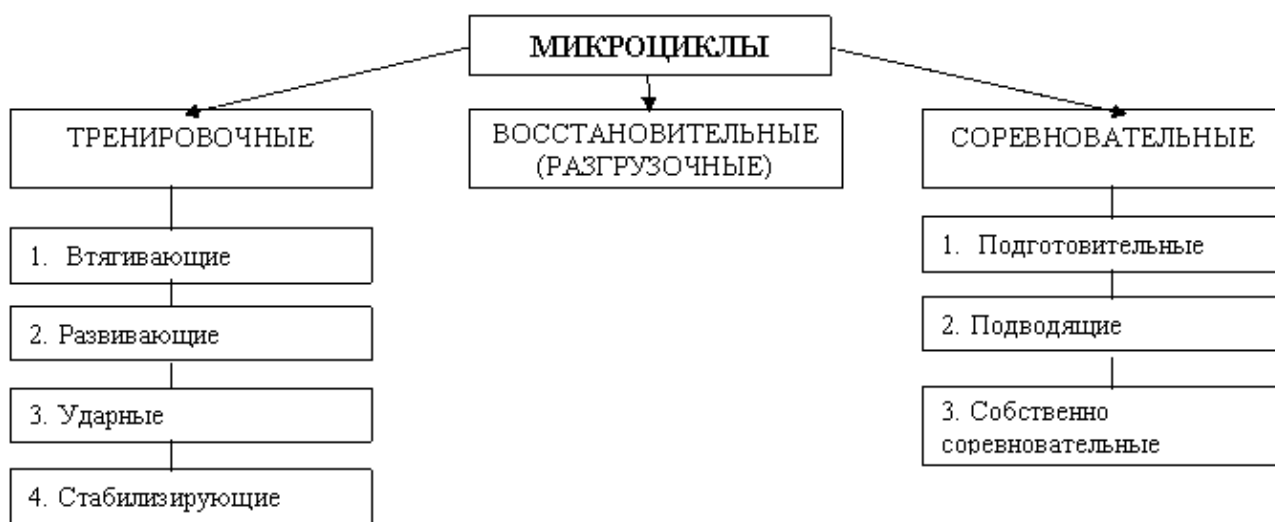 МИКРОЦИКЛЫ
ТРЕНИРОВОЧНЫЕ
ВОССТАНОВИТЕЛЬНЫЕ
(РАЗГРУЗОЧНЫЕ)
СОРЕВНОВАТЕЛЬНЫЕ
1. Втягивающие
2. Развивающие
3. Ударные
4. Стабилизирующие
1. Подготовительные
2. Подводящие
3. Собственно
соревновательные